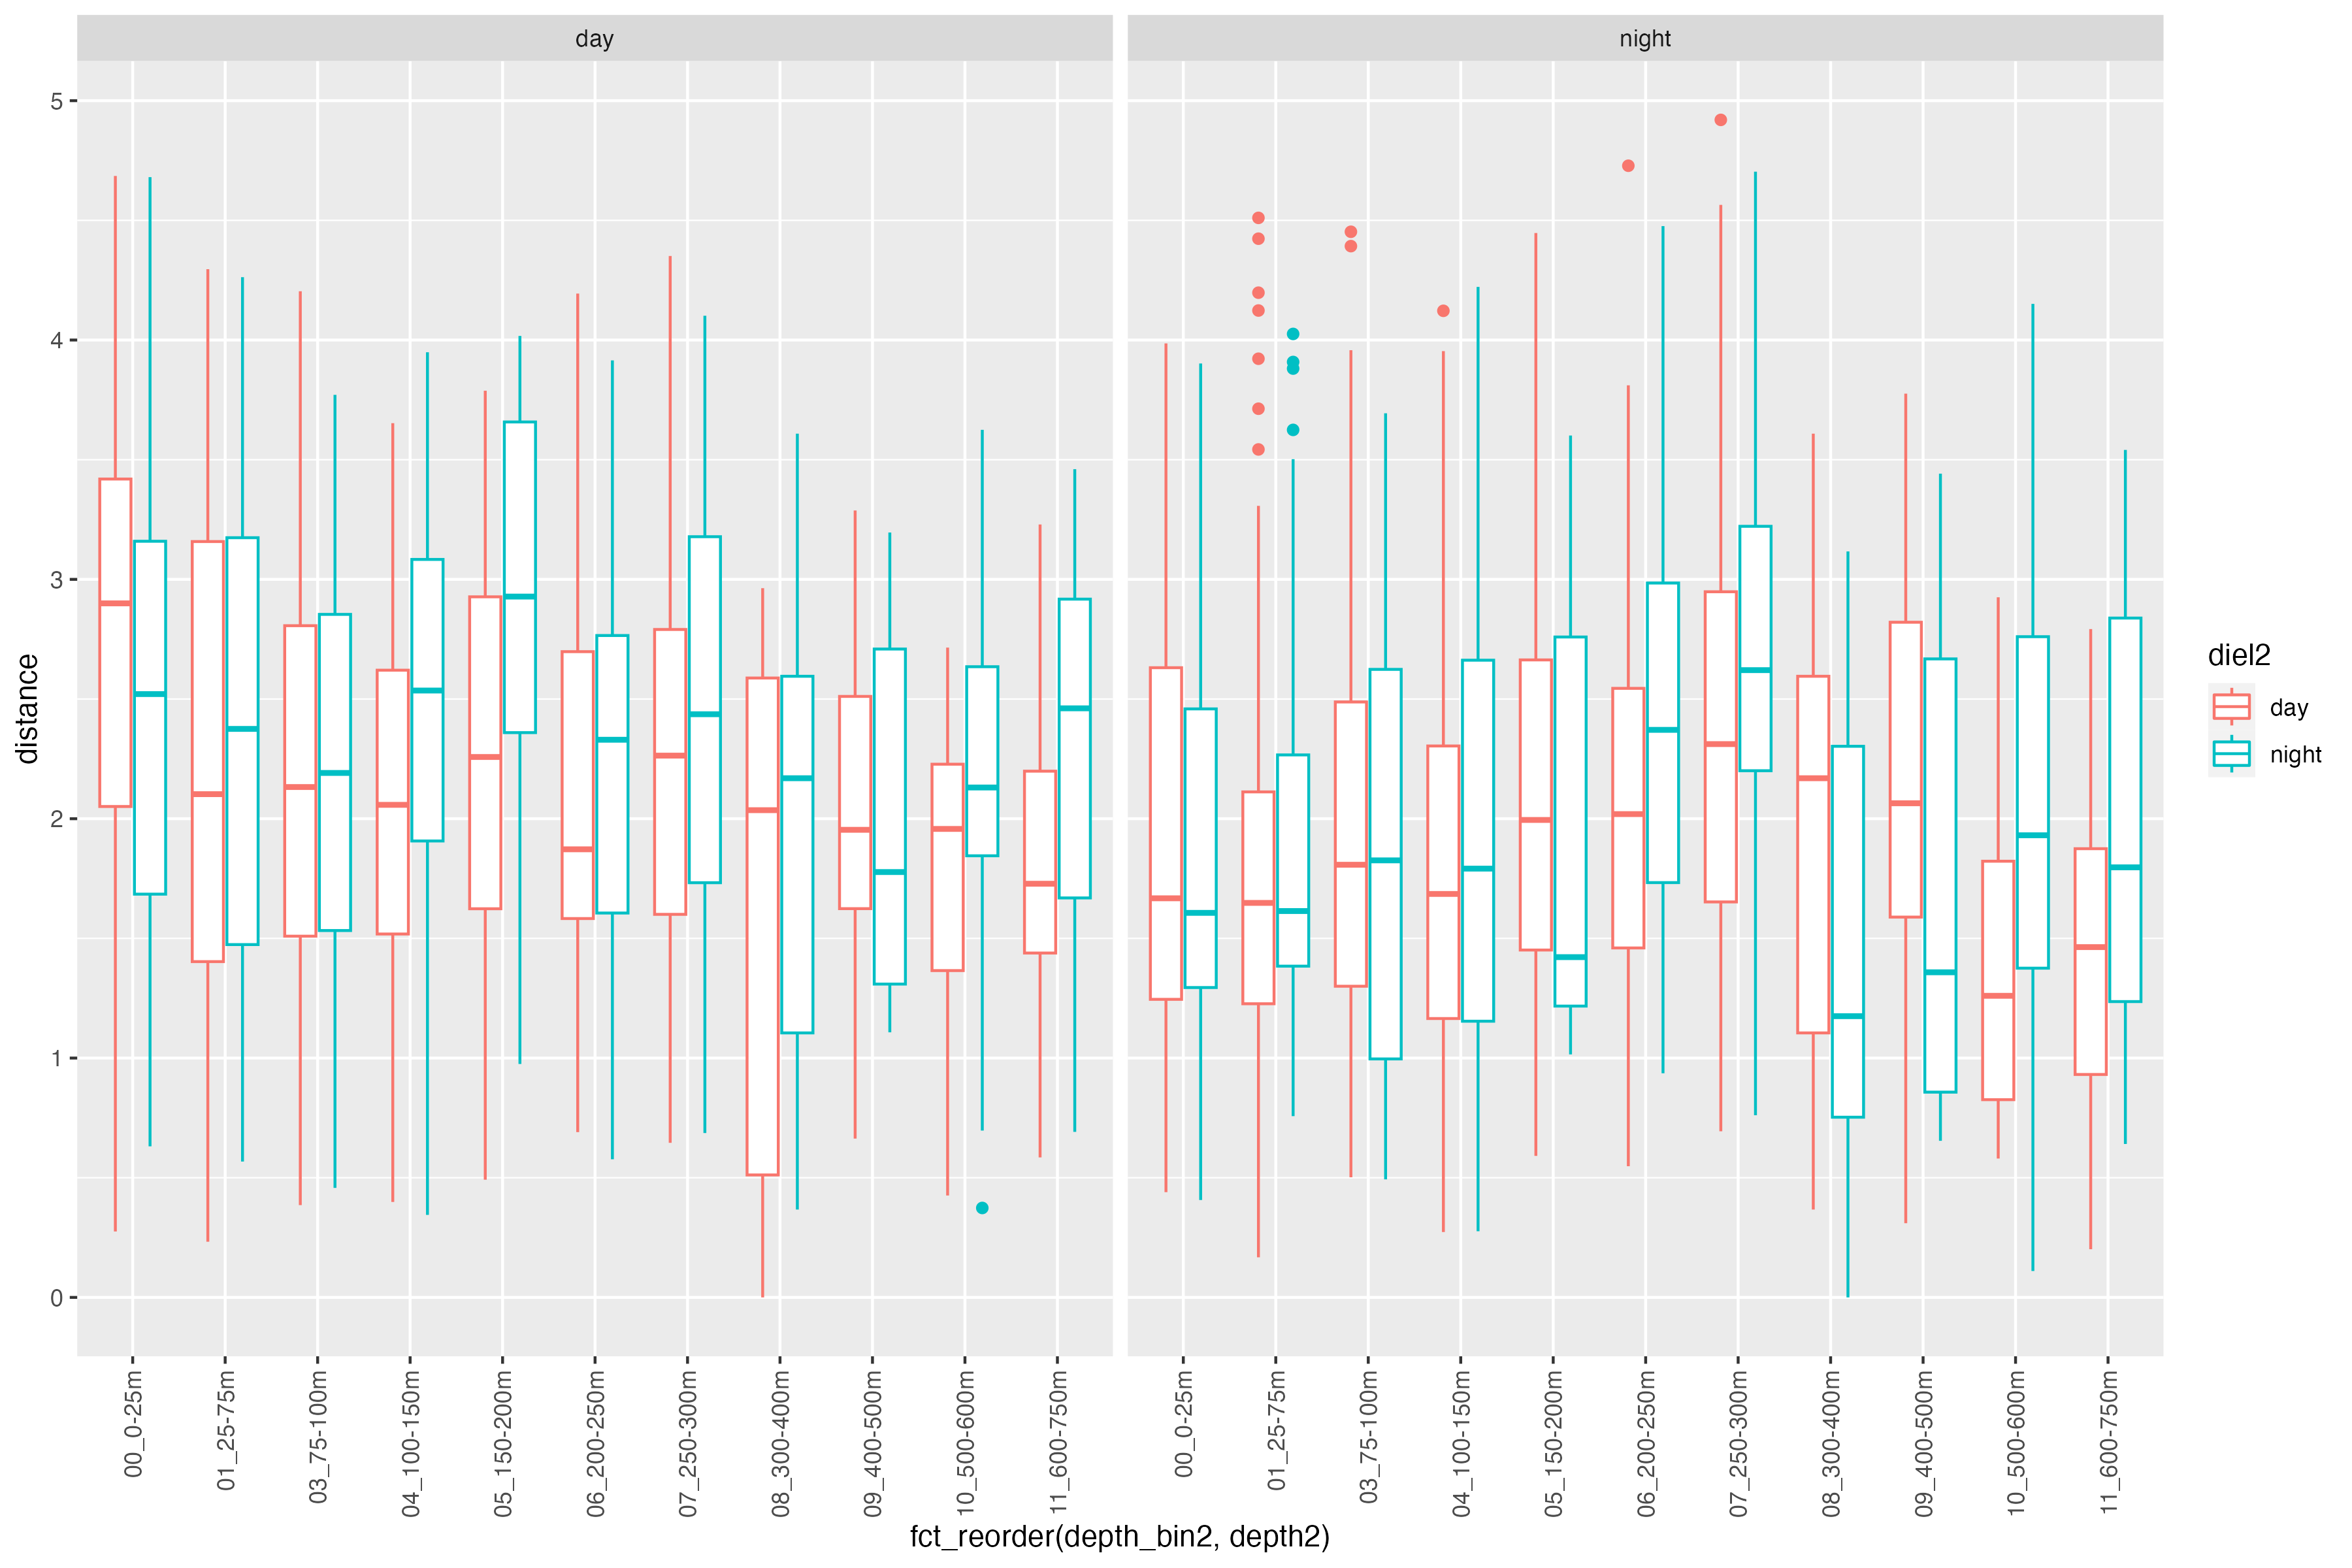 day
night
5
4
3
2
1
0
distance
00_0-25m
01_25-75m
03_75-100m
04_100-150m
05_150-200m
06_200-250m
07_250-300m
08_300-400m
09_400-500m
10_500-600m
11_600-750m
00_0-25m
01_25-75m
03_75-100m
04_100-150m
05_150-200m
06_200-250m
07_250-300m
08_300-400m
09_400-500m
10_500-600m
11_600-750m
fct_reorder(depth_bin2, depth2)
diel2
day
night